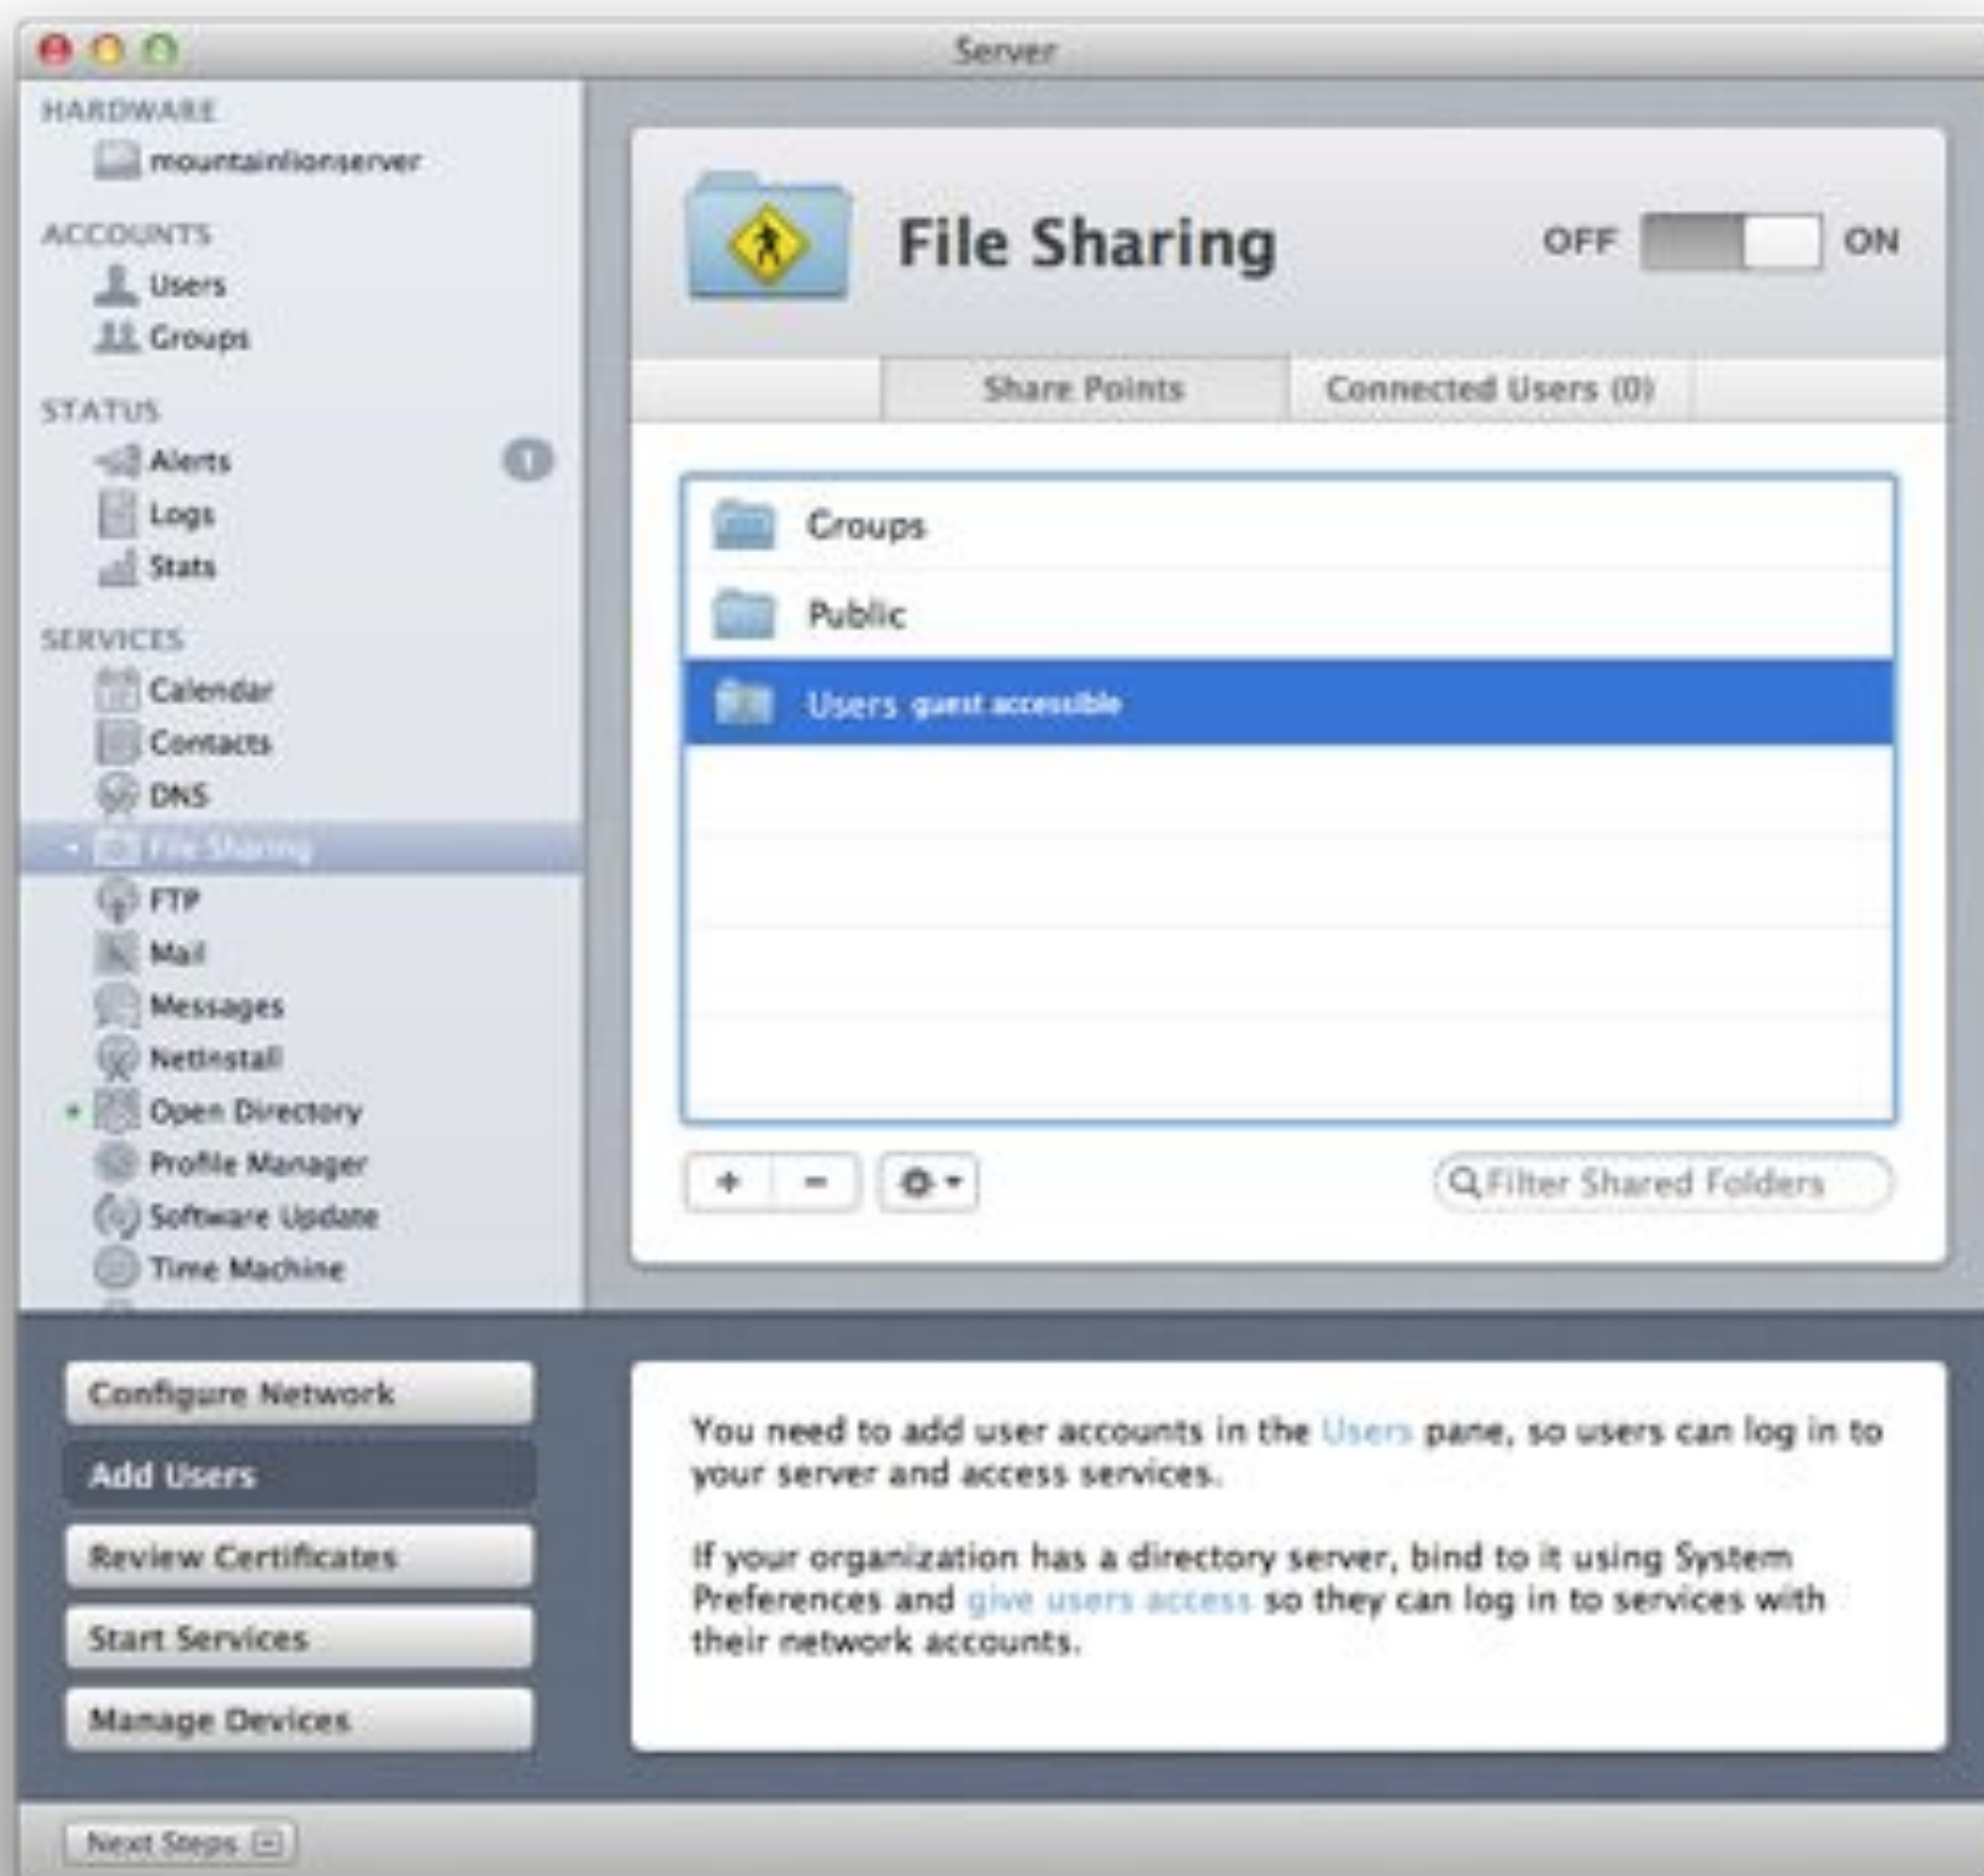 Server
HARDWARE
mountainlionserver
ACCOUNTS
Users
Groups
STATUS
Alerts 1
Logs
Stats
SERVICES
Calendar
Contacts
DNS
File Sharing
FTP
Mail
Messages
NetInstall
Open Directory
Profile Manager
Software Update
Time Machine
File Sharing
OFF ON
Share Points Connected Users (0)
Groups
Public
Users guest accessible
+ −
Filter Shared Folders
Configure Network
Add Users
Review Certificates
Start Services
Manage Devices
You need to add user accounts in the Users pane, so users can log in to
your server and access services.
If your organization has a directory server, bind to it using System
Preferences and give users access so they can log in to services with
their network accounts.
Next Steps